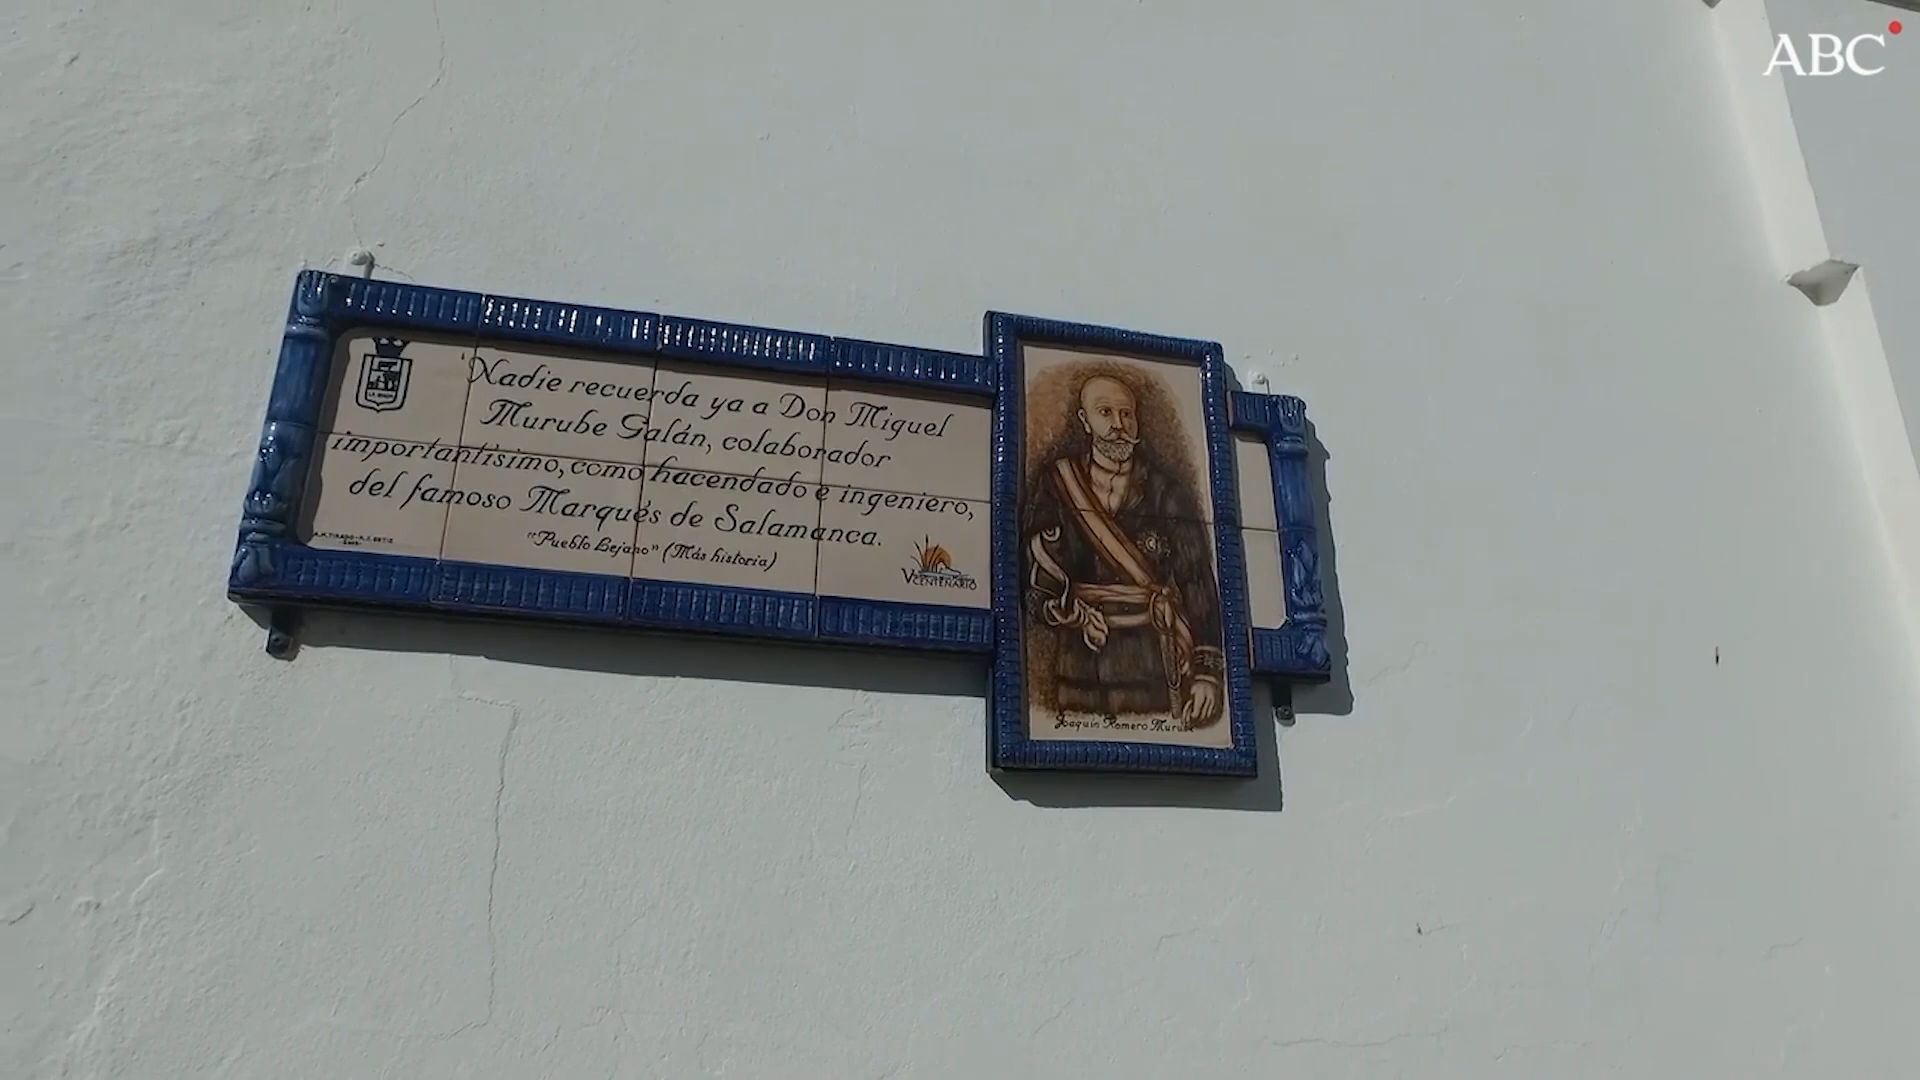 ABC
'Nadie recuerda ya a Don Miguel
Murube Galán, colaborador
importantísimo, como hacendado e ingeniero,
del famoso Marqués de Salamanca.
"Pueblo Lejano" (Más historia)
V CENTENARIO
Joaquín Romero Murube